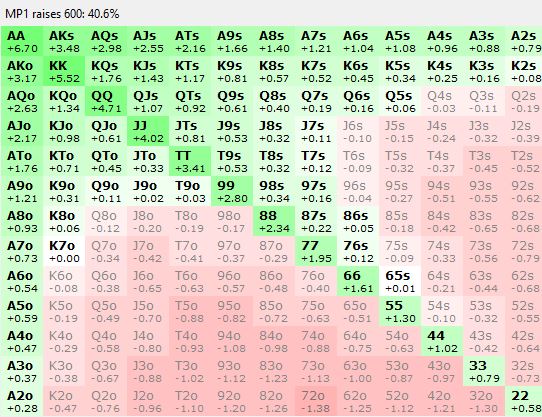 MP1 raises 600: 40.6%
AA AKs AQs AJs ATs A9s A8s A7s A6s A5s A4s A3s A2s
+6.70 +3.48 +2.98 +2.55 +2.16 +1.66 +1.40 +1.21 +1.04 +1.08 +0.96 +0.88 +0.79
AKo KK KQs KJs KTs K9s K8s K7s K6s K5s K4s K3s K2s
+3.17 +5.52 +1.76 +1.43 +1.17 +0.81 +0.57 +0.52 +0.45 +0.34 +0.25 +0.16 +0.08
AQo KQo QQ QJs QTs Q9s Q8s Q7s Q6s Q5s Q4s Q3s Q2s
+2.63 +1.34 +4.71 +1.07 +0.92 +0.61 +0.40 +0.19 +0.16 +0.06 -0.03 -0.11 -0.19
AJo KJo QJo JJ JTs J9s J8s J7s J6s J5s J4s J3s J2s
+2.17 +0.98 +0.61 +4.02 +0.81 +0.53 +0.32 +0.11 -0.10 -0.15 -0.24 -0.32 -0.39
ATo KTo QTo JTo TT T9s T8s T7s T6s T5s T4s T3s T2s
+1.76 +0.71 +0.45 +0.33 +3.41 +0.53 +0.32 +0.12 -0.09 -0.32 -0.37 -0.45 -0.52
A9o K9o Q9o J9o T9o 99 98s 97s 96s 95s 94s 93s 92s
+1.21 +0.31 +0.11 +0.02 +0.03 +2.80 +0.34 +0.16 -0.04 -0.27 -0.51 -0.55 -0.62
A8o K8o Q8o J8o T8o 98o 88 87s 86s 85s 84s 83s 82s
+0.93 +0.06 -0.12 -0.20 -0.19 -0.17 +2.34 +0.22 +0.05 -0.18 -0.42 -0.65 -0.68
A7o K7o Q7o J7o T7o 97o 87o 77 76s 75s 74s 73s 72s
+0.73 +0.00 -0.34 -0.42 -0.41 -0.37 -0.29 +1.95 +0.12 -0.09 -0.33 -0.56 -0.79
A6o K6o Q6o J6o T6o 96o 86o 76o 66 65s 64s 63s 62s
+0.54 -0.08 -0.38 -0.65 -0.63 -0.57 -0.48 -0.40 +1.61 +0.01 -0.21 -0.44 -0.68
A5o K5o Q5o J5o T5o 95o 85o 75o 65o 55 54s 53s 52s
+0.59 -0.19 -0.49 -0.70 -0.88 -0.82 -0.72 -0.63 -0.51 +1.30 -0.10 -0.32 -0.55
A4o K4o Q4o J4o T4o 94o 84o 74o 64o 54o 44 43s 42s
+0.47 -0.29 -0.58 -0.80 -0.93 -1.08 -0.98 -0.88 -0.75 -0.63 +1.02 -0.42 -0.64
A3o K3o Q3o J3o T3o 93o 83o 73o 63o 53o 43o 33 32s
+0.37 -0.38 -0.67 -0.88 -1.02 -1.12 -1.23 -1.13 -1.00 -0.87 -0.97 +0.79 -0.73
A2o K2o Q2o J2o T2o 92o 82o 72o 62o 52o 42o 32o 22
+0.28 -0.47 -0.76 -0.96 -1.10 -1.20 -1.26 -1.38 -1.25 -1.12 -1.21 -1.30 +0.58